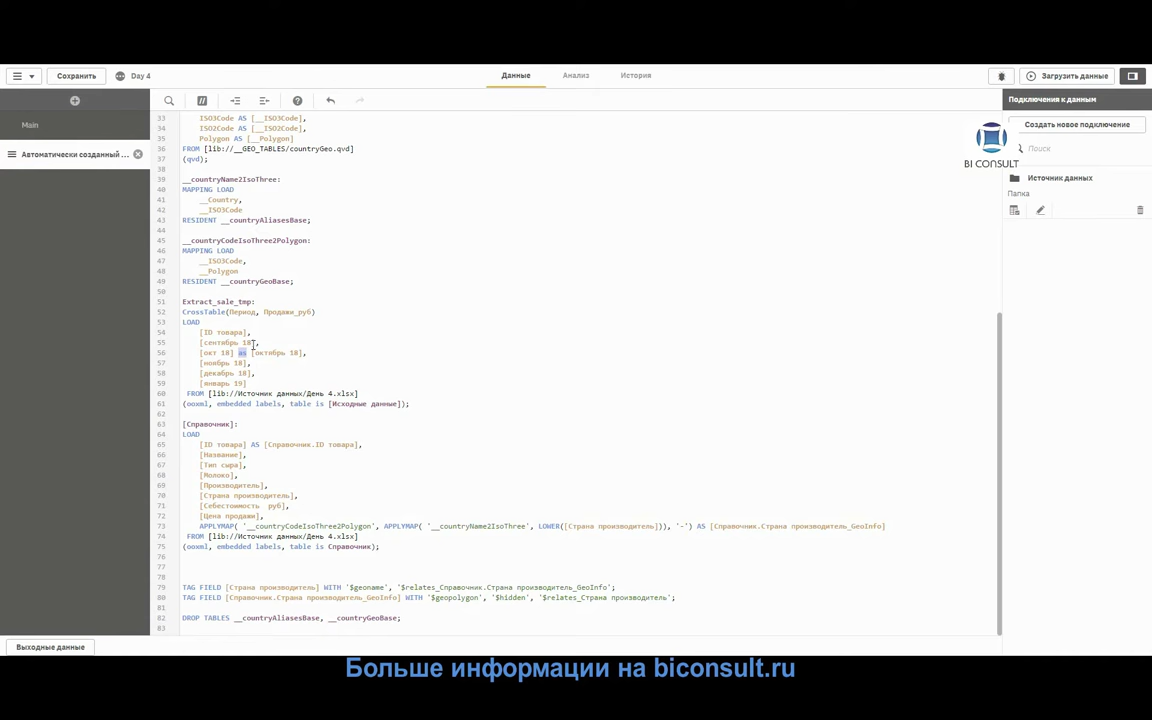 Сохранить
Day 4
Данные
Анализ
История
Загрузить данные
Main
Автоматически созданный ...
Подключения к данным
Создать новое подключение
BI CONSULT
Поиск
Источник данных
Папка
33 ISO3Code AS [__ISO3Code],
34 ISO2Code AS [__ISO2Code],
35 Polygon AS [__Polygon]
36 FROM [lib://__GEO_TABLES/countryGeo.qvd]
37 (qvd);
38
39 __countryName2IsoThree:
40 MAPPING LOAD
41 __Country,
42 __ISO3Code
43 RESIDENT __countryAliasesBase;
44
45 __countryCodeIsoThree2Polygon:
46 MAPPING LOAD
47 __ISO3Code,
48 __Polygon
49 RESIDENT __countryGeoBase;
50
51 Extract_sale_tmp:
52 CrossTable(Период, Продажи_руб)
53 LOAD
54 [ID товара],
55 [сентябрь 18],
56 [окт 18] as [октябрь 18],
57 [ноябрь 18],
58 [декабрь 18],
59 [январь 19]
60 FROM [lib://Источник данных/День 4.xlsx]
61 (ooxml, embedded labels, table is [Исходные данные]);
62
63 [Справочник]:
64 LOAD
65 [ID товара] AS [Справочник.ID товара],
66 [Название],
67 [Тип сыра],
68 [Молоко],
69 [Производитель],
70 [Страна производитель],
71 [Себестоимость  руб],
72 [Цена продажи],
73 APPLYMAP( '__countryCodeIsoThree2Polygon', APPLYMAP( '__countryName2IsoThree', LOWER([Страна производитель])), '-') AS [Справочник.Страна производитель_GeoInfo]
74 FROM [lib://Источник данных/День 4.xlsx]
75 (ooxml, embedded labels, table is Справочник);
76
77
78
79 TAG FIELD [Страна производитель] WITH '$geoname', '$relates_Справочник.Страна производитель_GeoInfo';
80 TAG FIELD [Справочник.Страна производитель_GeoInfo] WITH '$geopolygon', '$hidden', '$relates_Страна производитель';
81
82 DROP TABLES __countryAliasesBase, __countryGeoBase;
83
Выходные данные
Больше информации на biconsult.ru